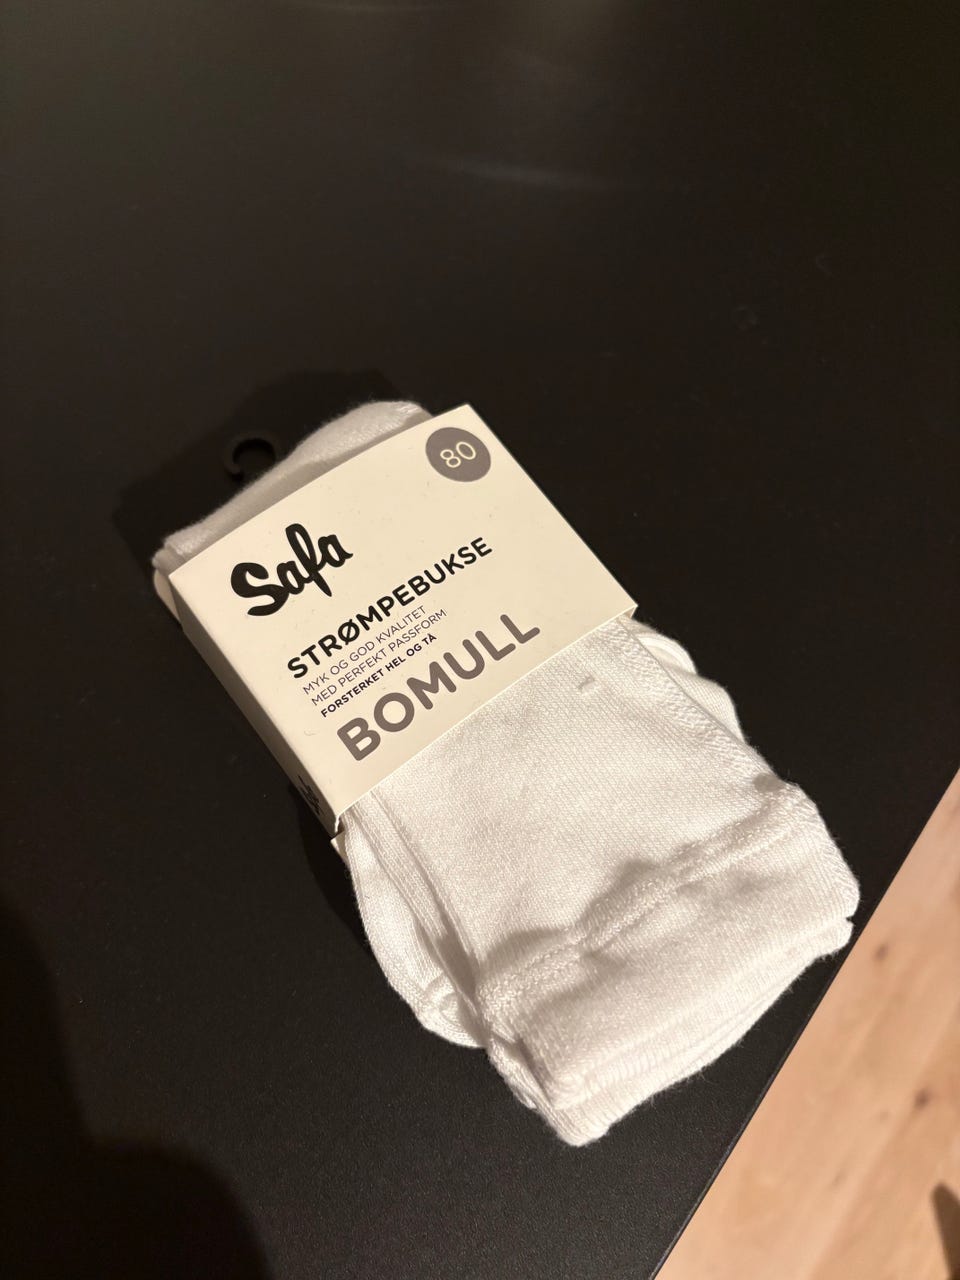 80
Safa
STRØMPEBUKSE
MYK OG GOD KVALITET
MED PERFEKT PASSFORM
FORSTERKET HEL OG TÅ
BOMULL